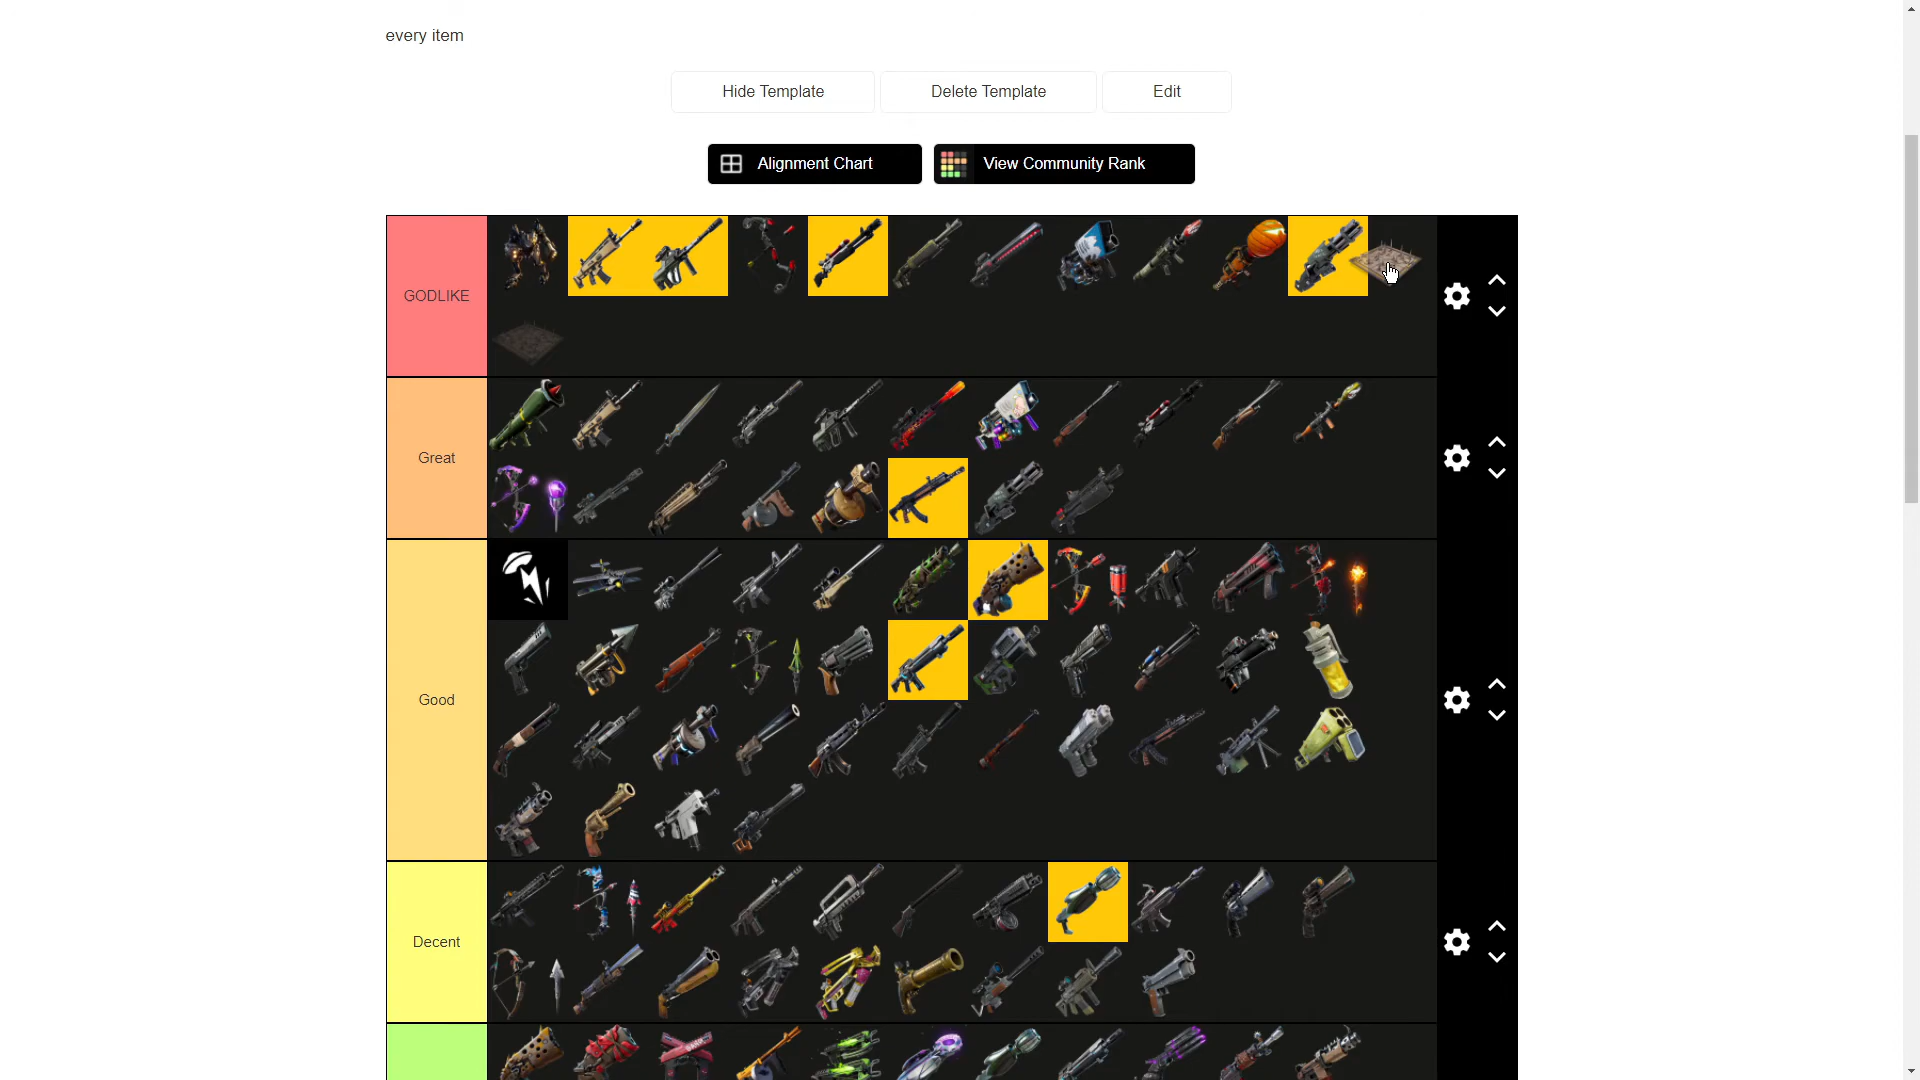 every item
Hide Template
Delete Template
Edit
Alignment Chart
View Community Rank
GODLIKE
Great
Good
Decent